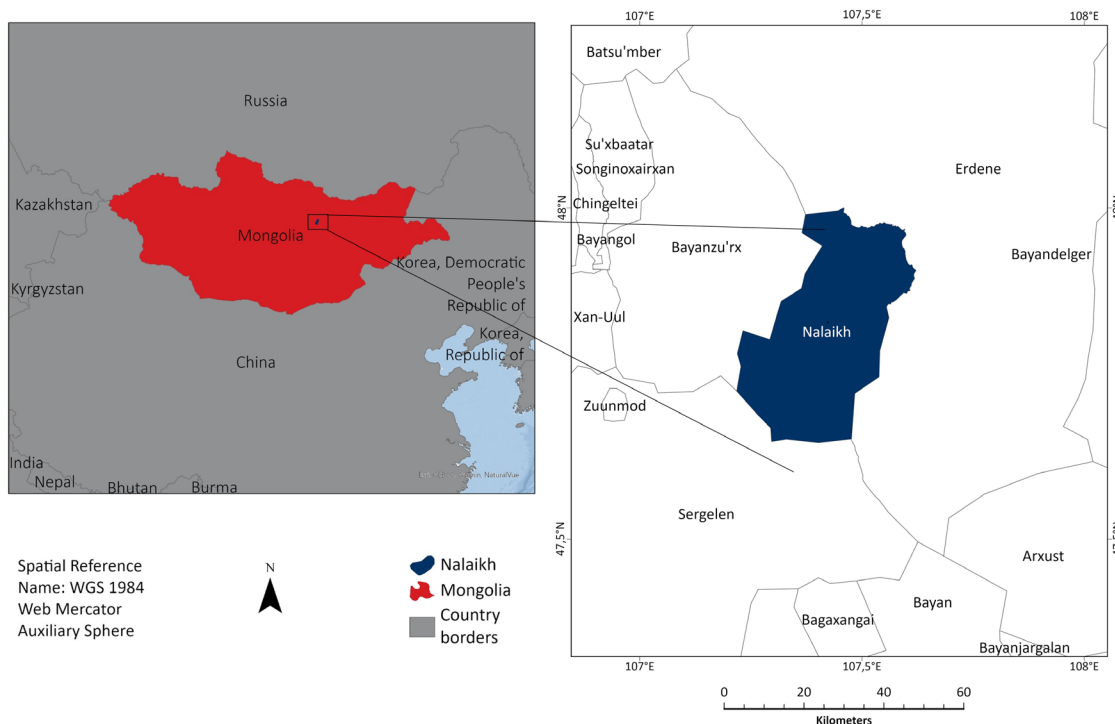 Russia
Kazakhstan
Mongolia
Korea, Democratic
People's
Republic of
Kyrgyzstan
Korea,
Republic of
China
India
Nepal
Bhutan
Burma
Spatial Reference
Name: WGS 1984
Web Mercator
Auxiliary Sphere
N
Nalaikh
Mongolia
Country
borders
107°E
107,5°E
108°E
Batsu'mber
Su'xbaatar
Songinoxairxan
Erdene
Chingeltei
48°N
Bayangol
Bayanzu'rx
Bayandelger
Xan-Uul
Nalaikh
Zuunmod
Sergelen
47,5°N
Arxust
Bayan
Bagaxangai
Bayanjargalan
107°E
107,5°E
108°E
0
20
40
60
Kilometers